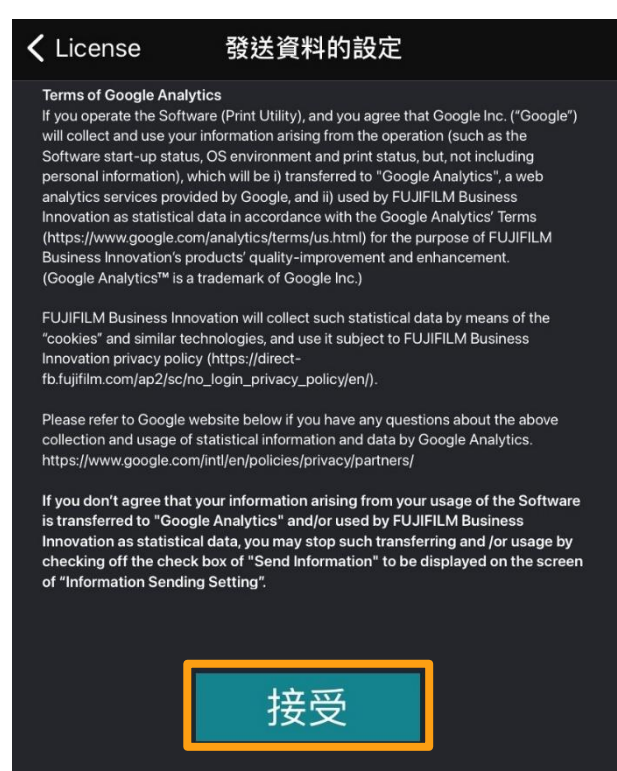 License
發送資料的設定
Terms of Google Analytics
If you operate the Software (Print Utility), and you agree that Google Inc. (“Google”)
will collect and use your information arising from the operation (such as the
Software start-up status, OS environment and print status, but, not including
personal information), which will be i) transferred to "Google Analytics", a web
analytics services provided by Google, and ii) used by FUJIFILM Business
Innovation as statistical data in accordance with the Google Analytics’ Terms
(https://www.google.com/analytics/terms/us.html) for the purpose of FUJIFILM
Business Innovation’s products’ quality-improvement and enhancement.
(Google Analytics™ is a trademark of Google Inc.)
FUJIFILM Business Innovation will collect such statistical data by means of the
“cookies” and similar technologies, and use it subject to FUJIFILM Business
Innovation privacy policy (https://direct-
fb.fujifilm.com/ap2/sc/no_login_privacy_policy/en/).
Please refer to Google website below if you have any questions about the above
collection and usage of statistical information and data by Google Analytics.
https://www.google.com/intl/en/policies/privacy/partners/
If you don’t agree that your information arising from your usage of the Software
is transferred to "Google Analytics" and/or used by FUJIFILM Business
Innovation as statistical data, you may stop such transferring and /or usage by
checking off the check box of "Send Information" to be displayed on the screen
of “Information Sending Setting”.
接受